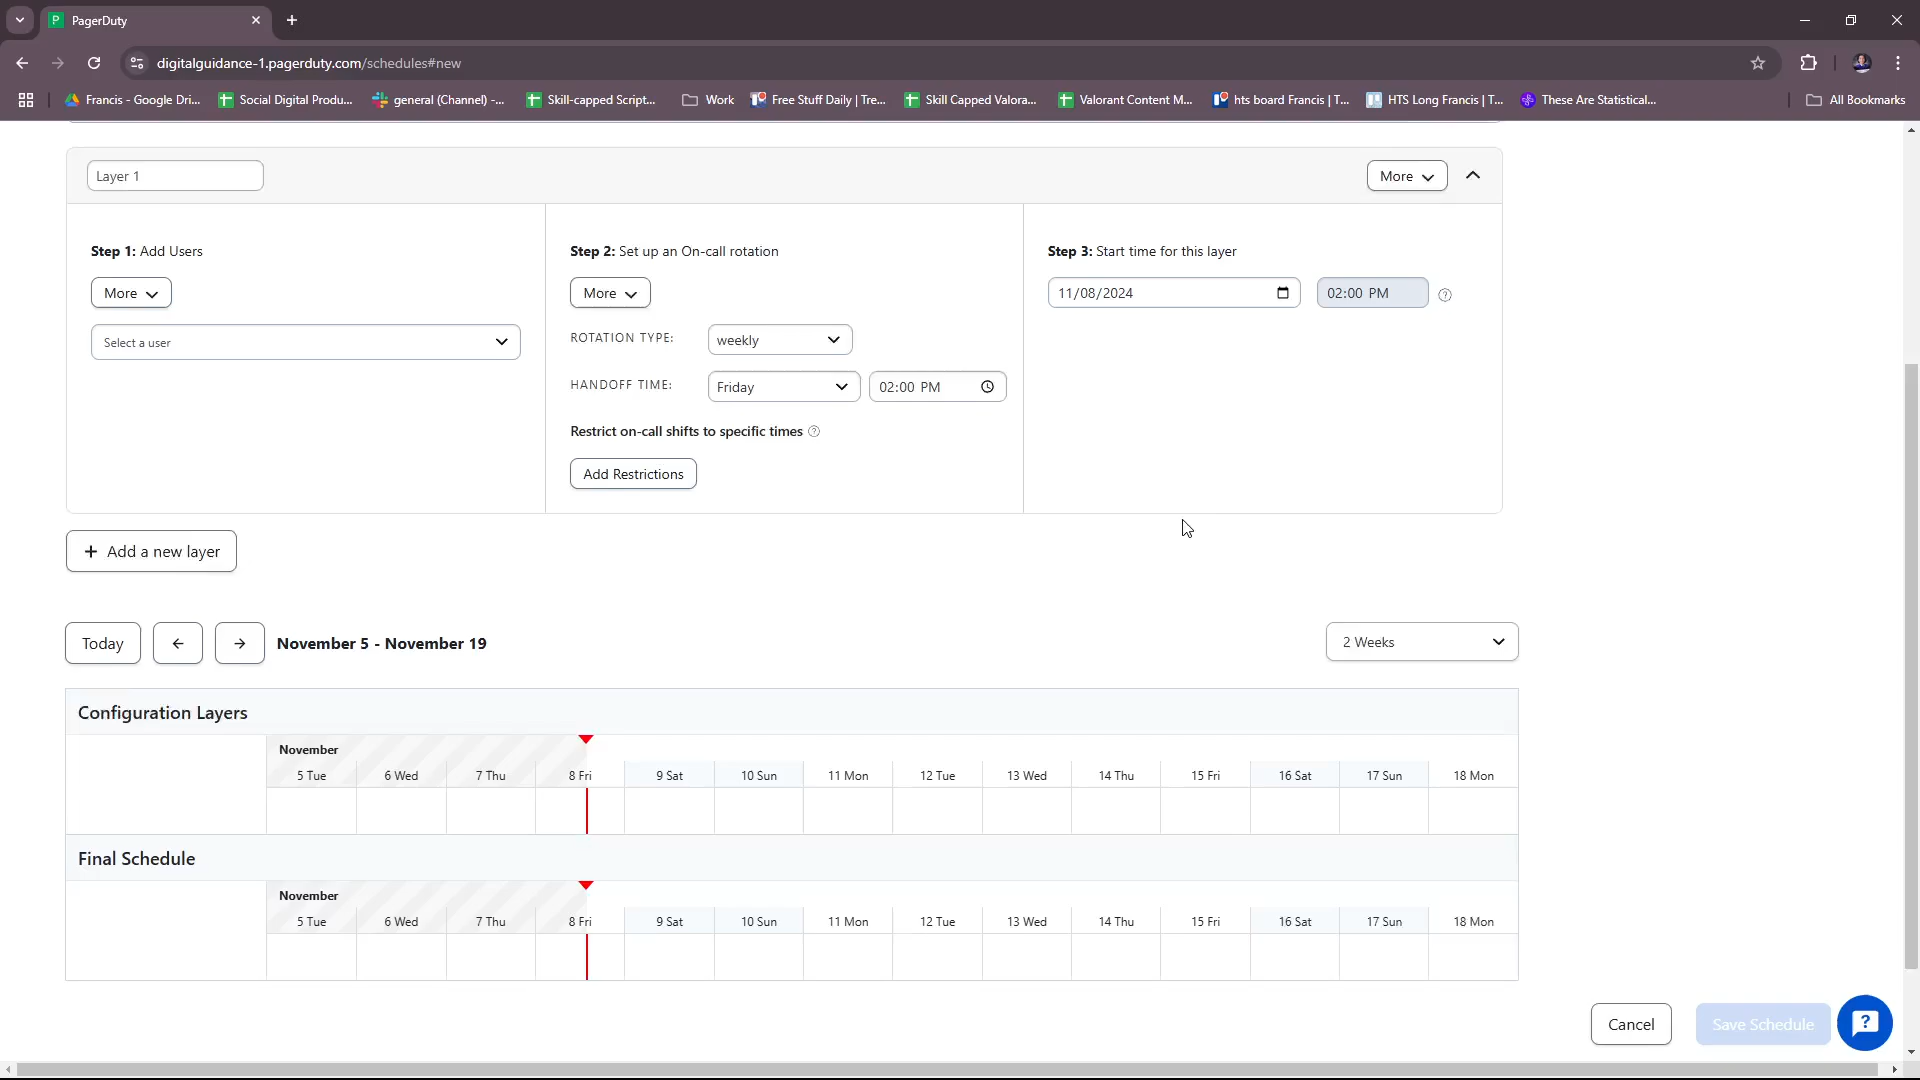 P PagerDuty
digitalguidance-1.pagerduty.com/schedules#new
Francis - Google Dri...
Social Digital Produ...
general (Channel) -...
Skill-capped Script...
Work
Free Stuff Daily | Tre...
Skill Capped Valora...
Valorant Content M...
hts board Francis | T...
HTS Long Francis | T...
These Are Statistical...
All Bookmarks
Layer 1
More
Step 1: Add Users
More
Select a user
Step 2: Set up an On-call rotation
More
ROTATION TYPE: weekly
HANDOFF TIME: Friday 02:00 PM
Restrict on-call shifts to specific times ?
Add Restrictions
Step 3: Start time for this layer
11/08/2024 02:00 PM ?
+ Add a new layer
Today ← → November 5 - November 19
2 Weeks
Configuration Layers
November
5 Tue 6 Wed 7 Thu 8 Fri 9 Sat 10 Sun 11 Mon 12 Tue 13 Wed 14 Thu 15 Fri 16 Sat 17 Sun 18 Mon
Final Schedule
November
5 Tue 6 Wed 7 Thu 8 Fri 9 Sat 10 Sun 11 Mon 12 Tue 13 Wed 14 Thu 15 Fri 16 Sat 17 Sun 18 Mon
Cancel
Save Schedule
?